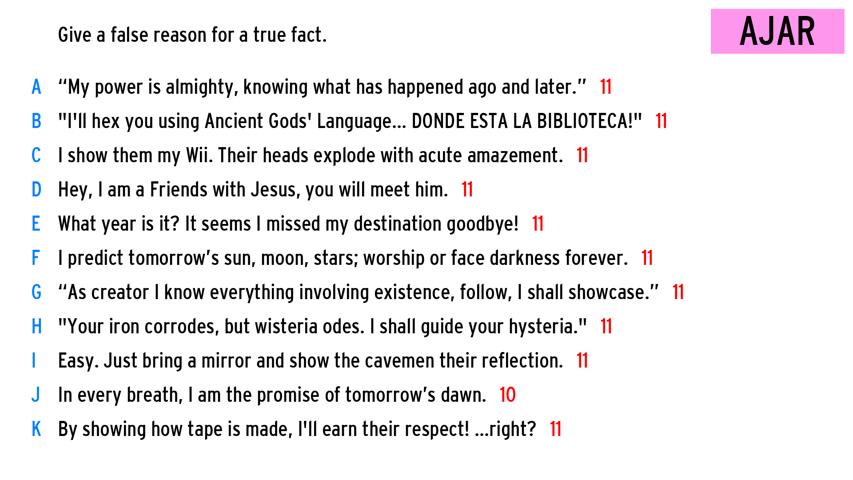 Give a false reason for a true fact.
AJAR
A “My power is almighty, knowing what has happened ago and later.” 11
B "I'll hex you using Ancient Gods' Language... DONDE ESTA LA BIBLIOTECA!" 11
C I show them my Wii. Their heads explode with acute amazement. 11
D Hey, I am a Friends with Jesus, you will meet him. 11
E What year is it? It seems I missed my destination goodbye! 11
F I predict tomorrow’s sun, moon, stars; worship or face darkness forever. 11
G “As creator I know everything involving existence, follow, I shall showcase.” 11
H "Your iron corrodes, but wisteria odes. I shall guide your hysteria." 11
I Easy. Just bring a mirror and show the cavemen their reflection. 11
J In every breath, I am the promise of tomorrow’s dawn. 10
K By showing how tape is made, I'll earn their respect! ...right? 11